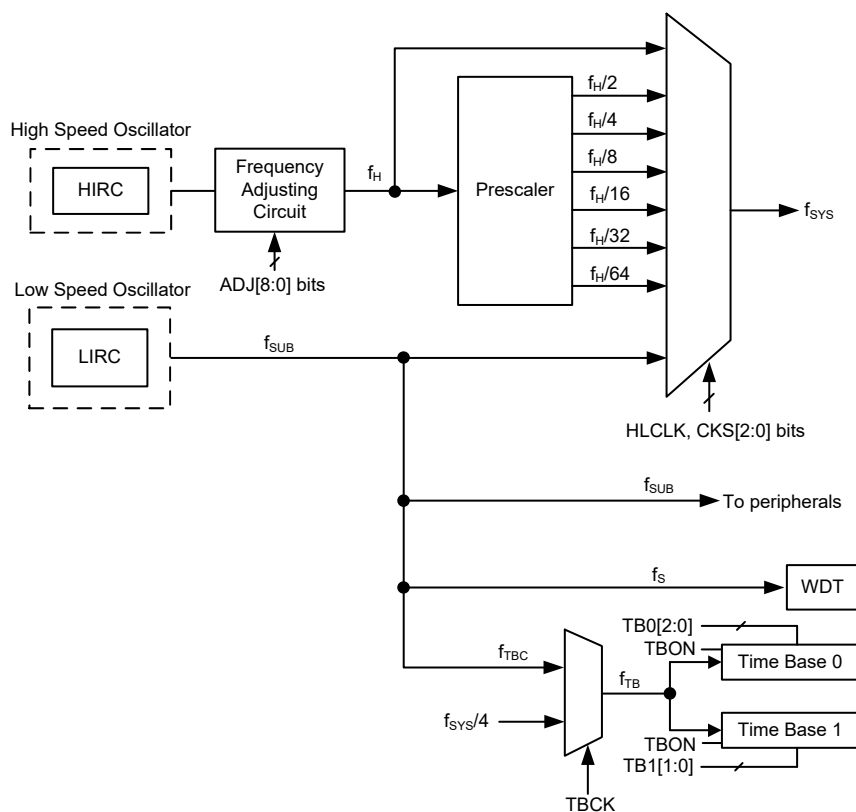 High Speed Oscillator
HIRC
Frequency
Adjusting
Circuit
ADJ[8:0] bits
fH
Prescaler
fH/2
fH/4
fH/8
fH/16
fH/32
fH/64
fSYS
Low Speed Oscillator
LIRC
fSUB
HLCLK, CKS[2:0] bits
fSUB
To peripherals
fS
WDT
TB0[2:0]
TBON
Time Base 0
fTBC
fTB
fSYS/4
Time Base 1
TBON
TB1[1:0]
TBCK